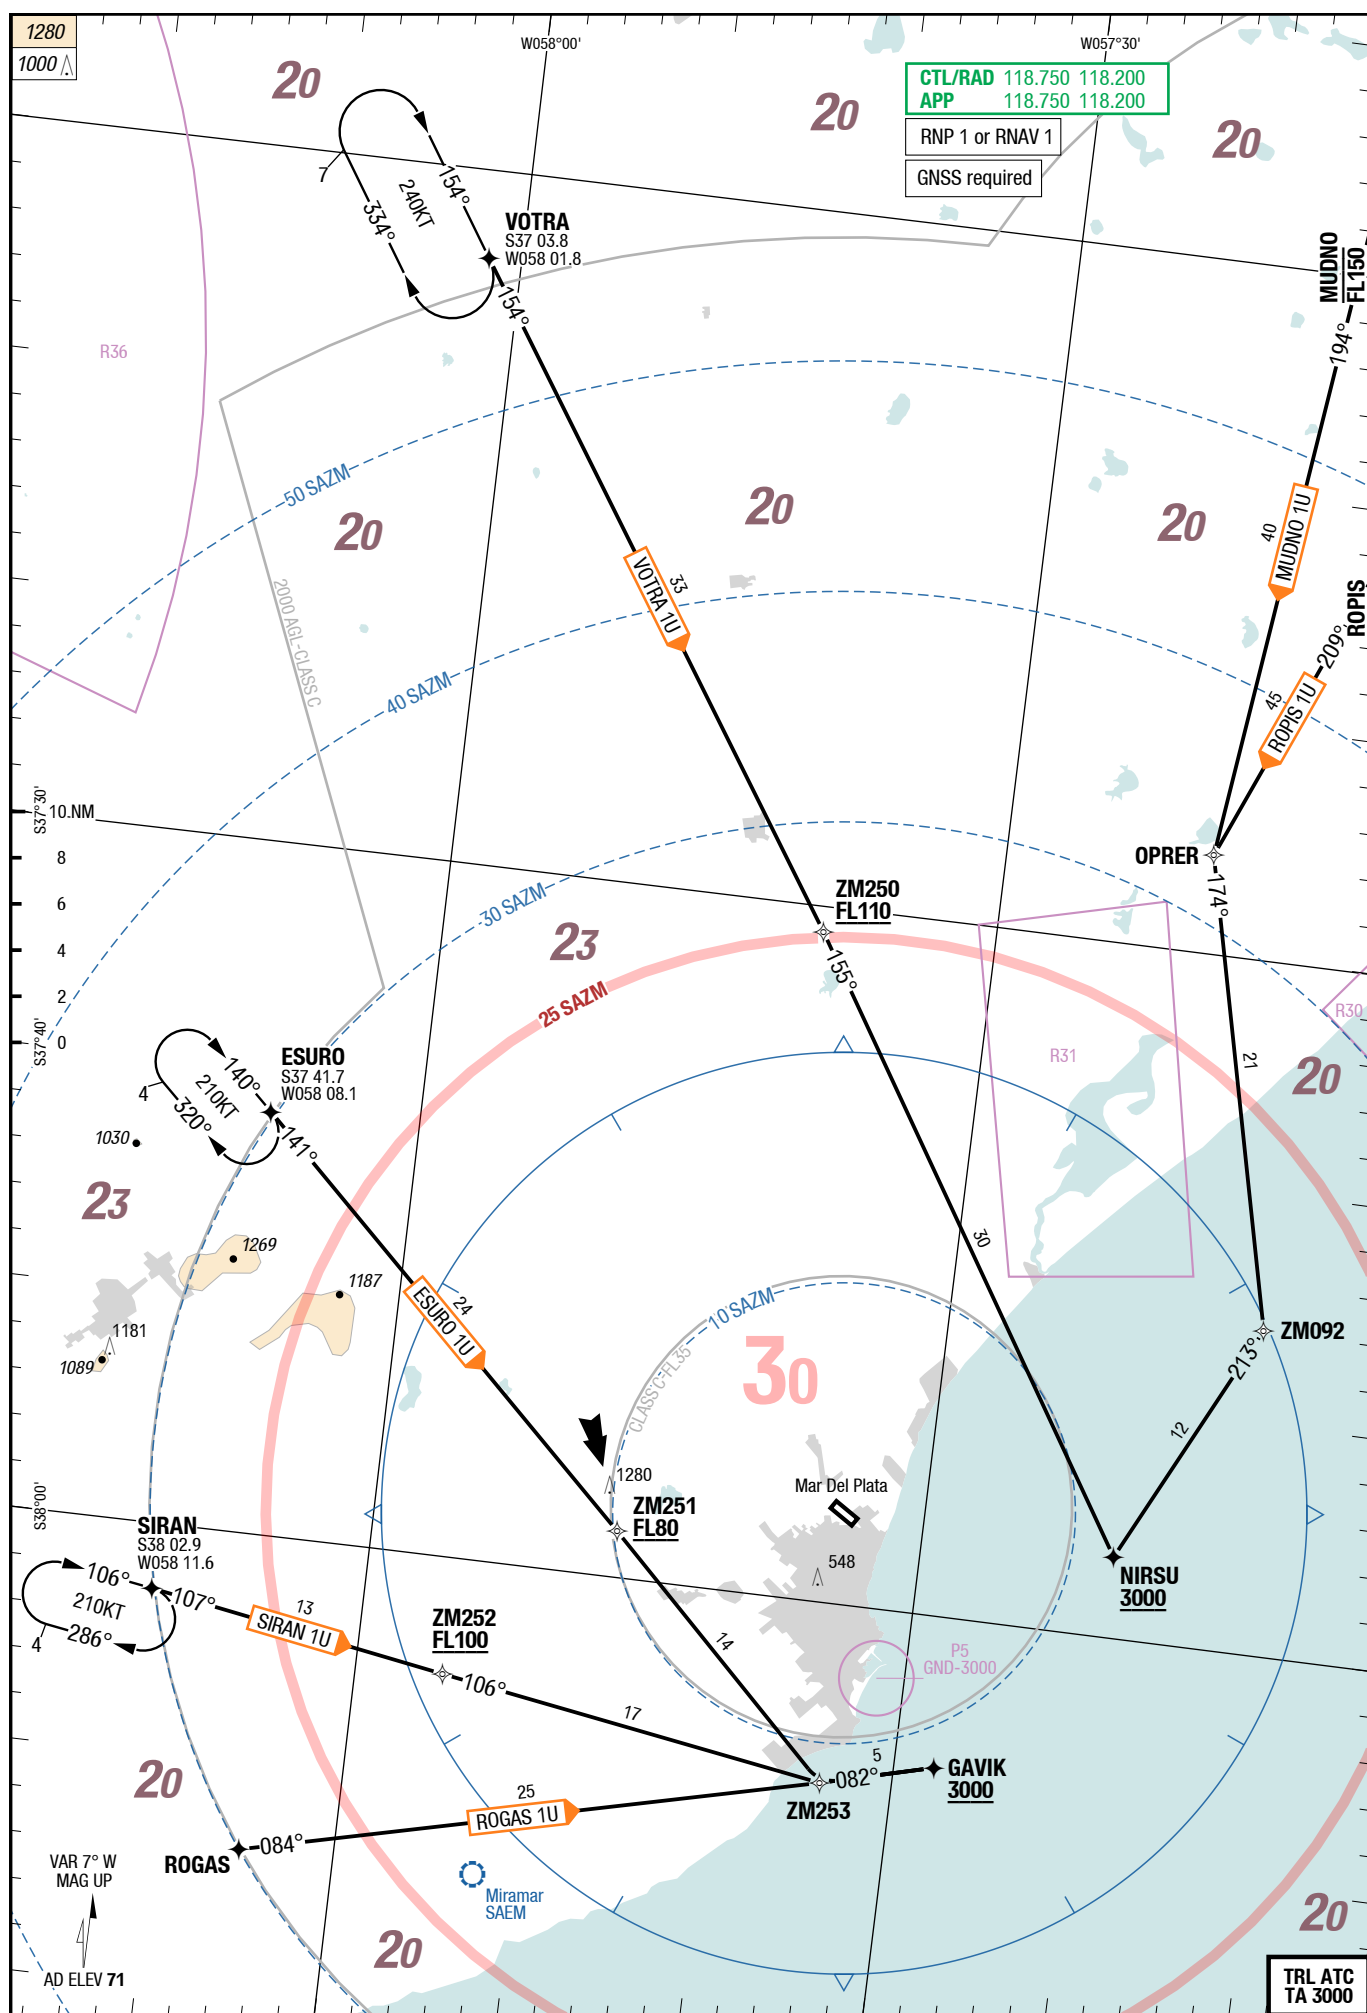 1280
1000
W058°00'
W057°30'
20
20
20
CTL/RAD 118.750 118.200
APP 118.750 118.200
RNP 1 or RNAV 1
GNSS required
7
154°
240KT
334°
VOTRA
S37 03.8
W058 01.8
154°
MUDNO
FL150
194°
R36
50 SAZM
20
20
20
40
MUDNO 1U
VOTRA 1U
33
2000 AGL-CLASS C
ROPIS
209°
45
ROPIS 1U
40 SAZM
S37°30'
10 NM
8
6
4
2
0
OPRER
174°
ZM250
FL110
155°
30 SAZM
23
25 SAZM
R30
R31
S37°40'
21
20
ESURO
S37 41.7
W058 08.1
140°
210KT
320°
4
141°
1030
23
30
1269
1187
10 SAZM
24
ESURO 1U
1181
1089
CLASS C-FL35
30
ZM092
213°
12
1280
Mar Del Plata
S38°00'
ZM251
FL80
SIRAN
S38 02.9
W058 11.6
548
106°
210KT
286°
4
107°
13
SIRAN 1U
NIRSU
3000
ZM252
FL100
106°
14
17
P5
GND-3000
5
082°
GAVIK
3000
ZM253
20
25
ROGAS 1U
084°
ROGAS
VAR 7° W
MAG UP
Miramar
SAEM
20
20
AD ELEV 71
TRL ATC
TA 3000